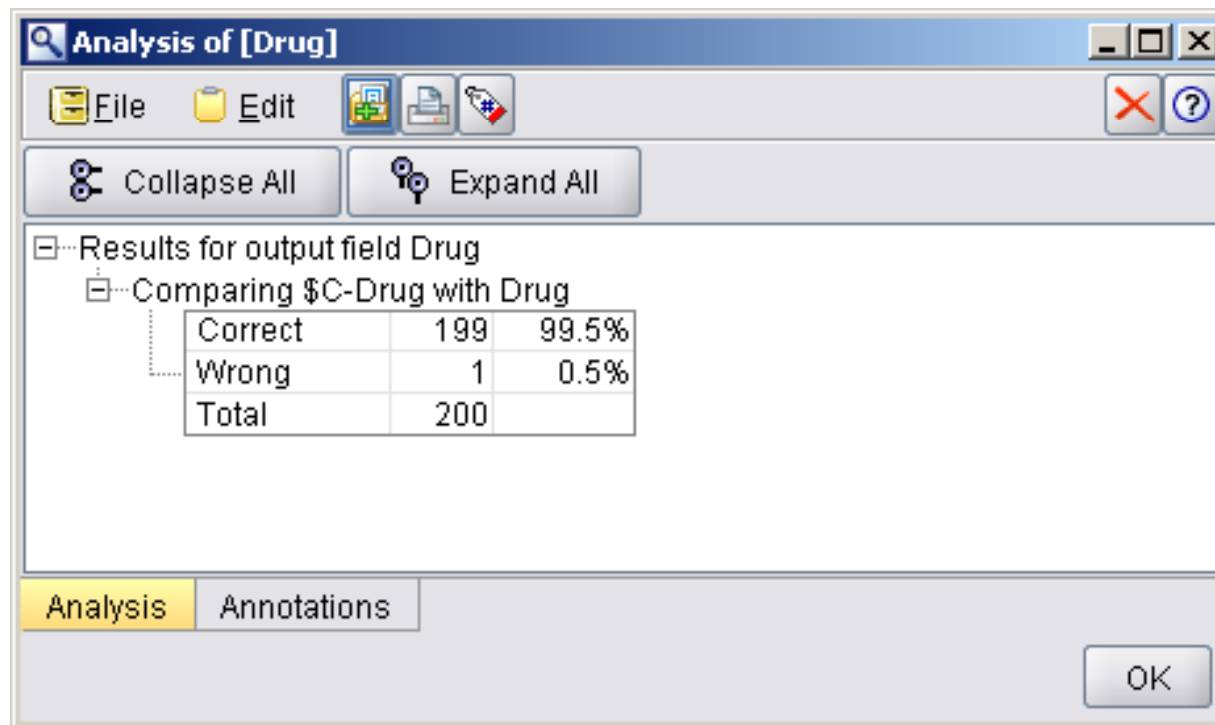 Analysis of [Drug]
File Edit
Collapse All Expand All
Results for output field Drug
Comparing $C-Drug with Drug
Correct 199 99.5%
Wrong 1 0.5%
Total 200
Analysis Annotations
OK